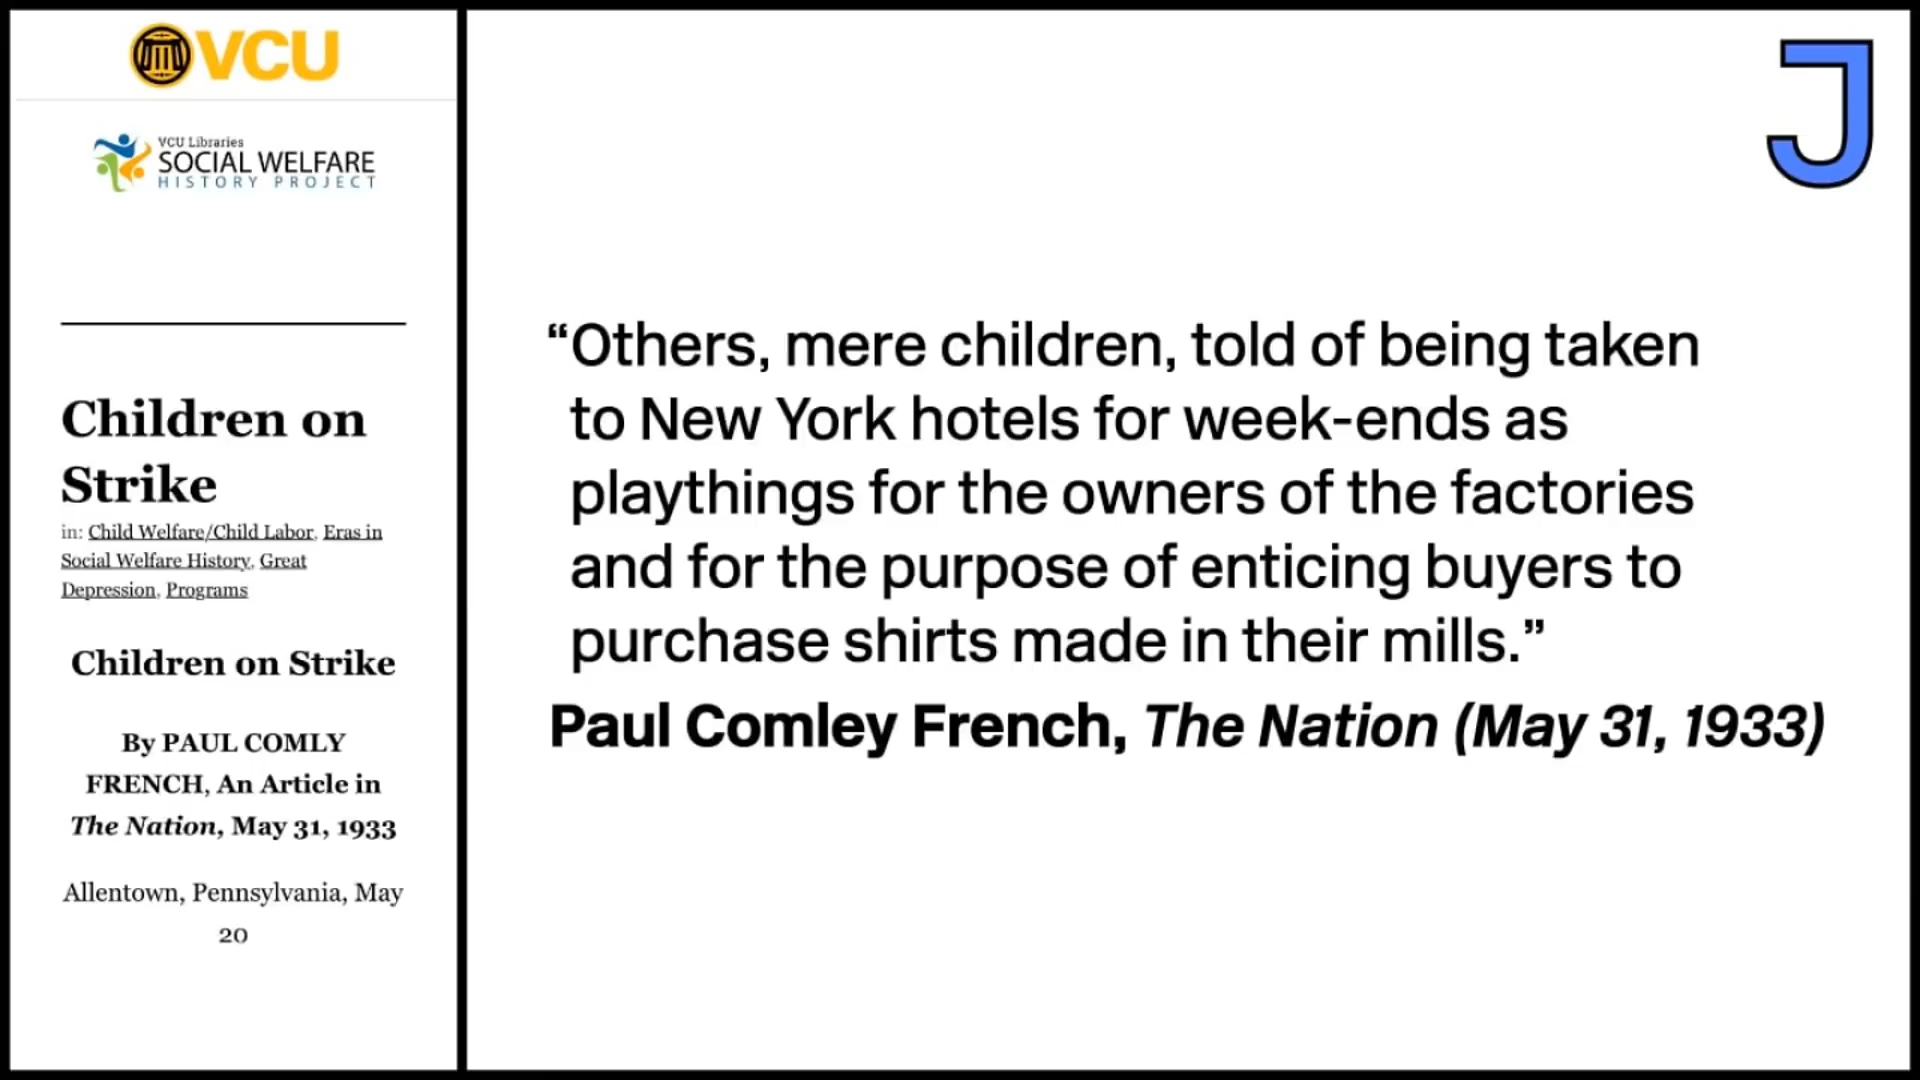 VCU
VCU Libraries
SOCIAL WELFARE
HISTORY PROJECT
Children on
Strike
in: Child Welfare/Child Labor, Eras in
Social Welfare History, Great
Depression, Programs
Children on Strike
By PAUL COMLY
FRENCH, An Article in
The Nation, May 31, 1933
Allentown, Pennsylvania, May
20
J
“Others, mere children, told of being taken
to New York hotels for week-ends as
playthings for the owners of the factories
and for the purpose of enticing buyers to
purchase shirts made in their mills.”
Paul Comley French, The Nation (May 31, 1933)